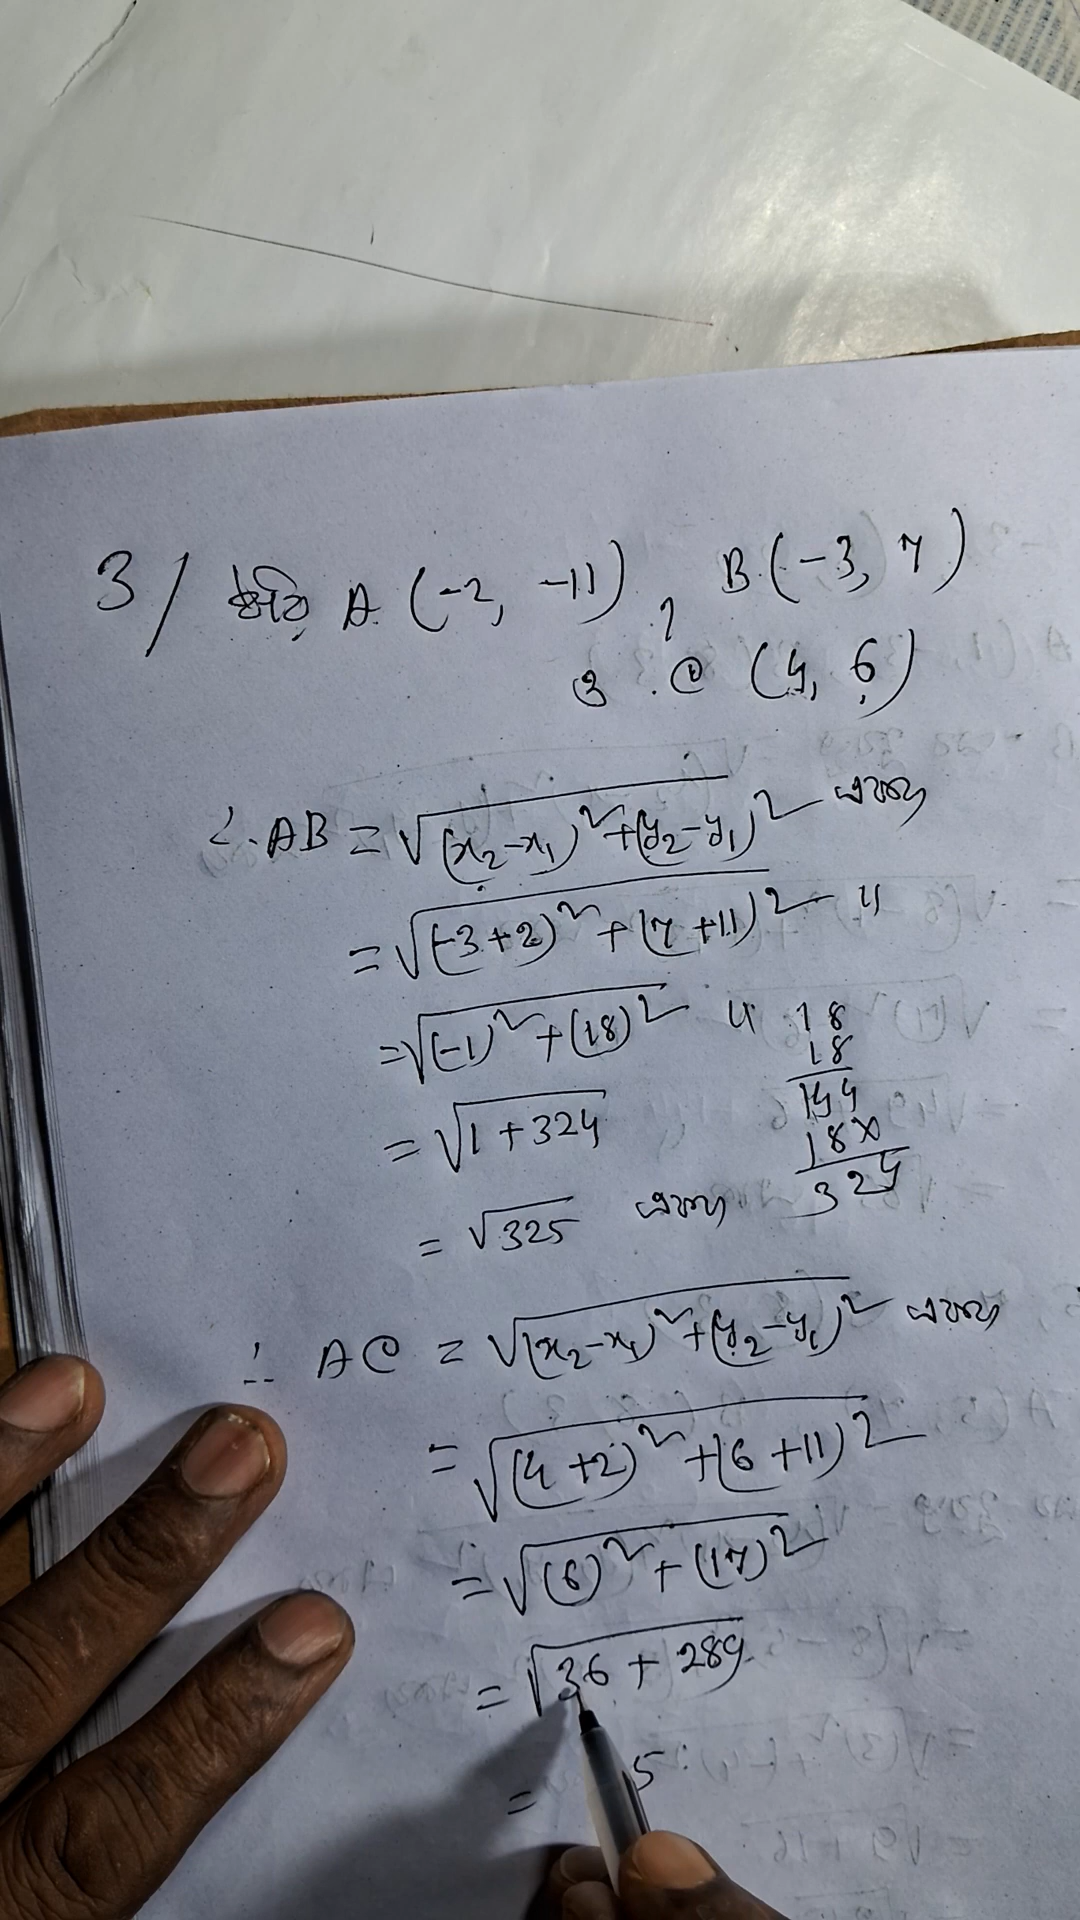 3/ ধরি, A (-2, -11), B(-3, 7)
ও C (4, 6)
∴ AB = √(x₂-x₁)² + (y₂-y₁)² একক
= √(-3+2)² + (7+11)² "
= √(-1)² + (18)² "
18
18
144
18×
324
= √1+324
= √325 একক
∴ AC = √(x₂-x₁)² + (y₂-y₁)² একক
= √(4+2)² + (6+11)²
= √(6)² + (17)²
= √36 + 289
= 5